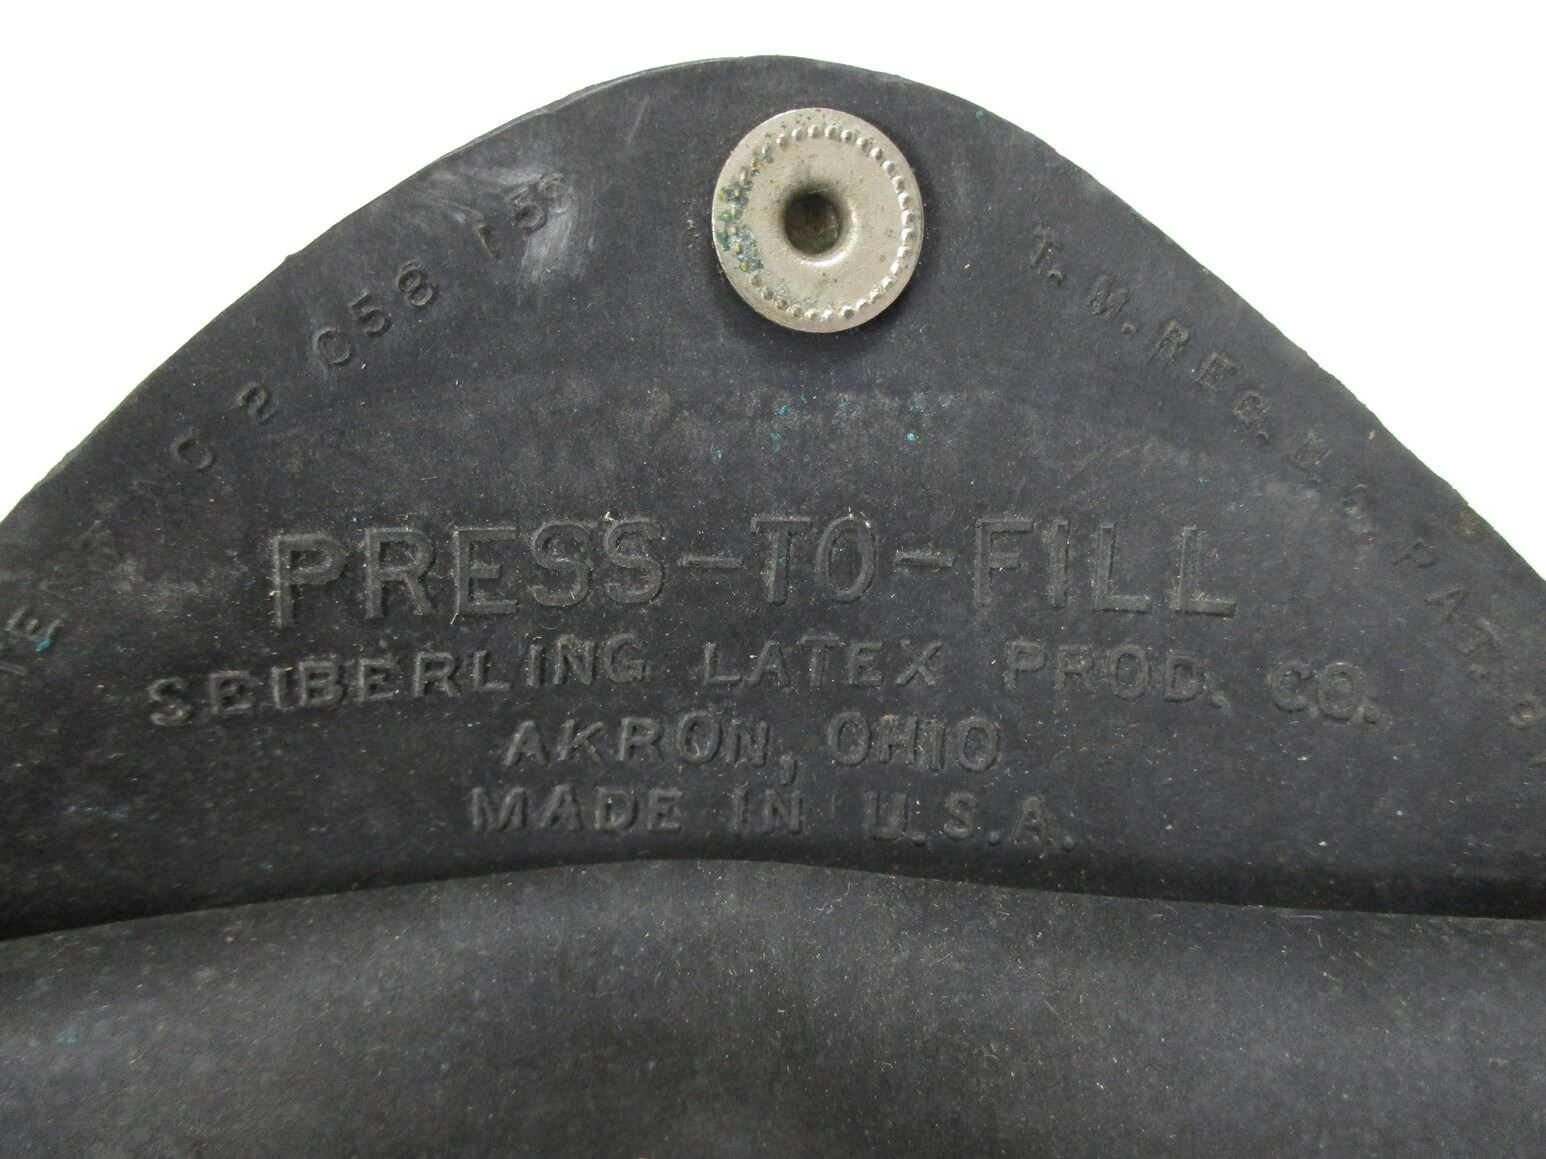 T. M. REG. U.S. PAT.
PRESS-TO-FILL
SEIBERLING LATEX PROD. CO.
AKRON, OHIO
MADE IN U.S.A.